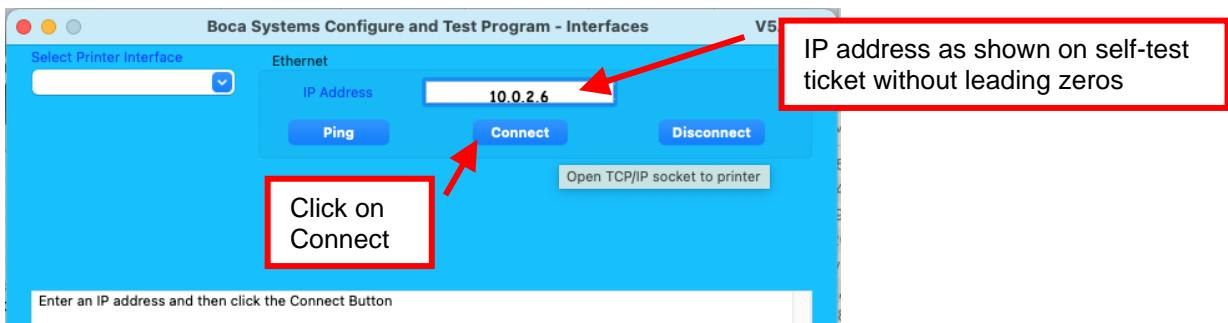 Boca Systems Configure and Test Program - Interfaces V5.
IP address as shown on self-test
ticket without leading zeros
Select Printer Interface
Ethernet
IP Address 10.0.2.6
Ping Connect Disconnect
Open TCP/IP socket to printer
Click on
Connect
Enter an IP address and then click the Connect Button